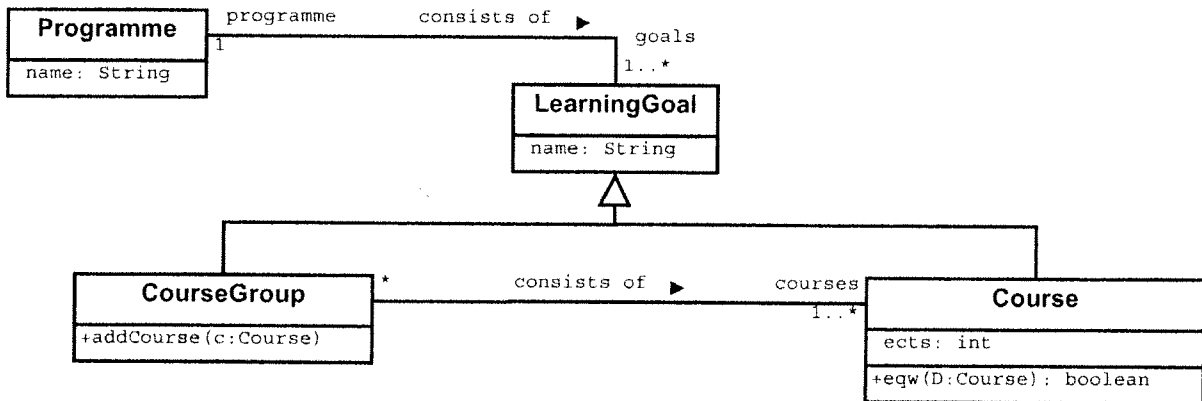 Programme
name: String
programme
consists of
1
goals
1..*
LearningGoal
name: String
CourseGroup
+addCourse(c:Course)
*
consists of
courses
1..*
Course
ects: int
+eqw(D:Course): boolean